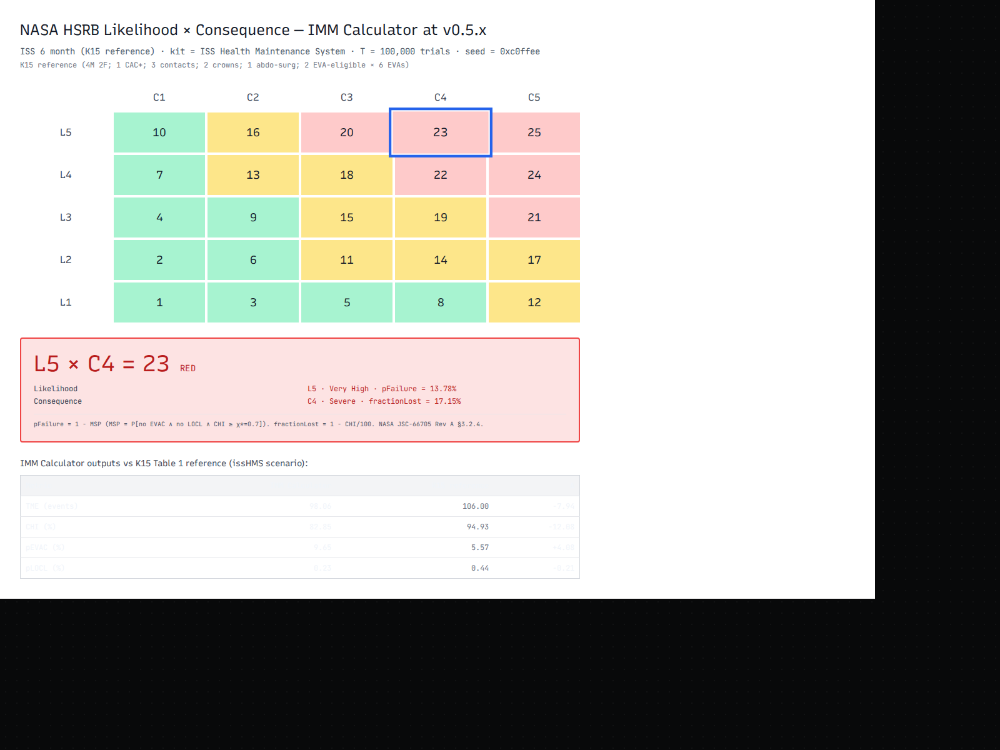 NASA HSRB Likelihood × Consequence — IMM Calculator at v0.5.x
ISS 6 month (K15 reference) · kit = ISS Health Maintenance System · T = 100,000 trials · seed = 0xc0ffee
K15 reference (4M 2F; 1 CAC+; 3 contacts; 2 crowns; 1 abdo-surg; 2 EVA-eligible × 6 EVAs)
C1 C2 C3 C4 C5
L5 10 16 20 23 25
L4 7 13 18 22 24
L3 4 9 15 19 21
L2 2 6 11 14 17
L1 1 3 5 8 12
L5 × C4 = 23 RED
Likelihood L5 · Very High · pFailure = 13.78%
Consequence C4 · Severe · fractionLost = 17.15%
pFailure = 1 - MSP (MSP = P[no EVAC ∧ no LOCL ∧ CHI ≥ χ*=0.7]). fractionLost = 1 - CHI/100. NASA JSC-66705 Rev A §3.2.4.
IMM Calculator outputs vs K15 Table 1 reference (issHMS scenario):
TME (events) 98.06 106.00 -7.94
CHI (%) 82.85 94.93 -12.08
pEVAC (%) 9.65 5.57 +4.08
pLOCL (%) 0.23 0.44 -0.21